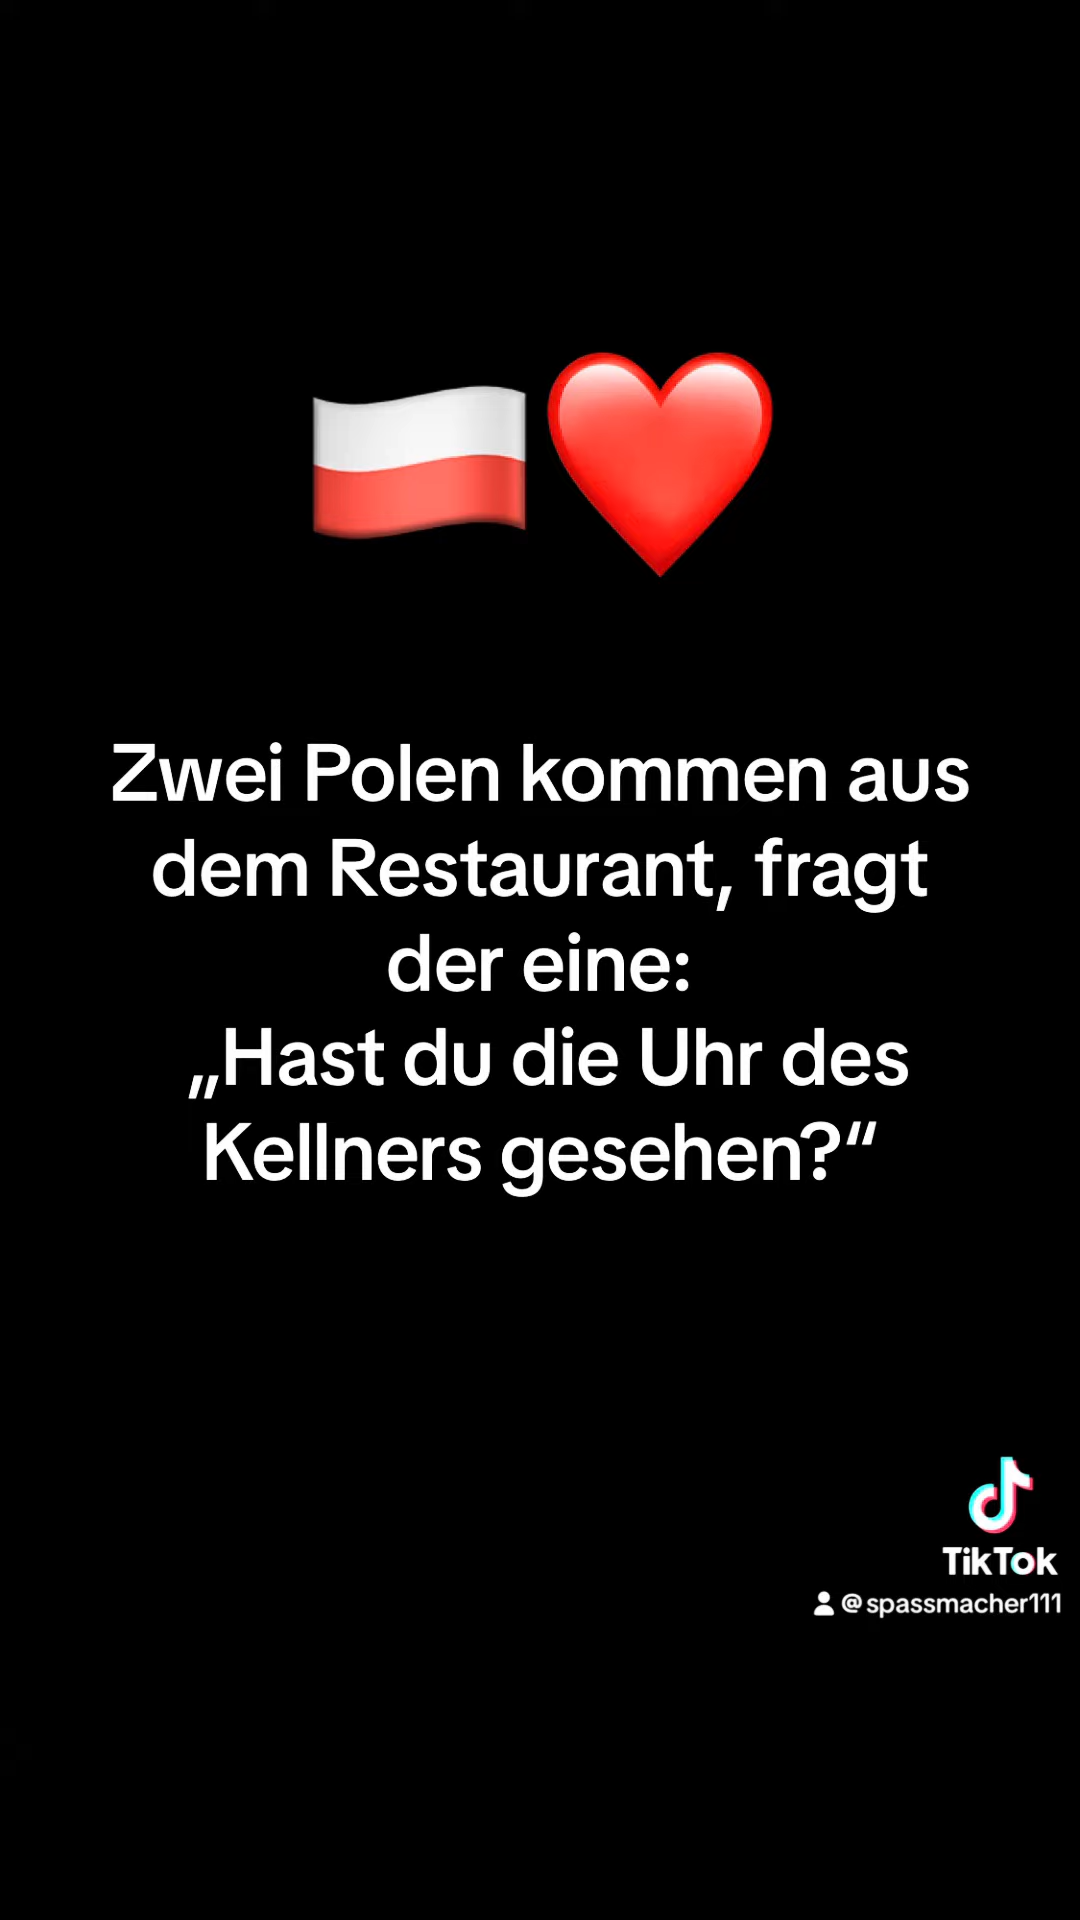 Zwei Polen kommen aus
dem Restaurant, fragt
der eine:
„Hast du die Uhr des
Kellners gesehen?“
TikTok
@spassmacher111